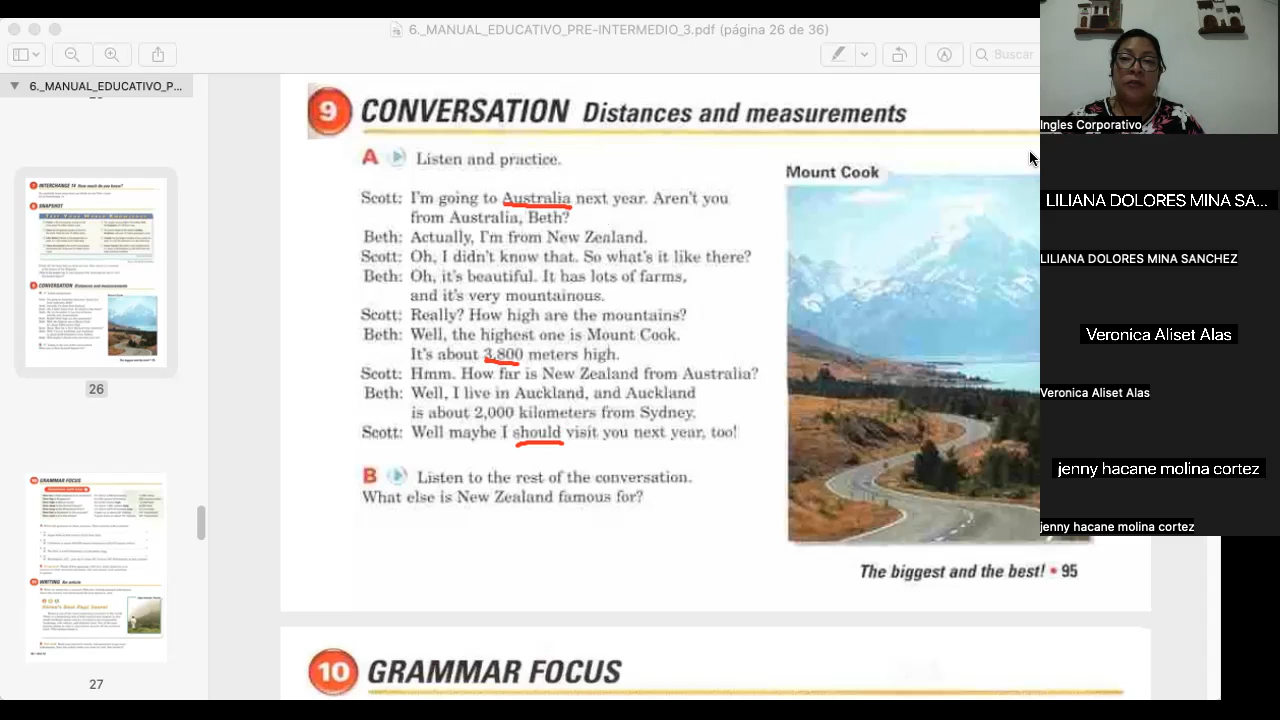 6._MANUAL_EDUCATIVO_PRE-INTERMEDIO_3.pdf (página 26 de 36)
Buscar
6._MANUAL_EDUCATIVO_P...
26
27
9 CONVERSATION Distances and measurements
A Listen and practice.
Scott: I'm going to Australia next year. Aren't you
from Australia, Beth?
Beth: Actually, I'm from New Zealand.
Scott: Oh, I didn't know that. So what's it like there?
Beth: Oh, it's beautiful. It has lots of farms,
and it's very mountainous.
Scott: Really? How high are the mountains?
Beth: Well, the highest one is Mount Cook.
It's about 3,800 meters high.
Scott: Hmm. How far is New Zealand from Australia?
Beth: Well, I live in Auckland, and Auckland
is about 2,000 kilometers from Sydney.
Scott: Well maybe I should visit you next year, too!
B Listen to the rest of the conversation.
What else is New Zealand famous for?
Mount Cook
The biggest and the best! • 95
10 GRAMMAR FOCUS
Ingles Corporativo
LILIANA DOLORES MINA SA...
LILIANA DOLORES MINA SANCHEZ
Veronica Aliset Alas
Veronica Aliset Alas
jenny hacane molina cortez
jenny hacane molina cortez